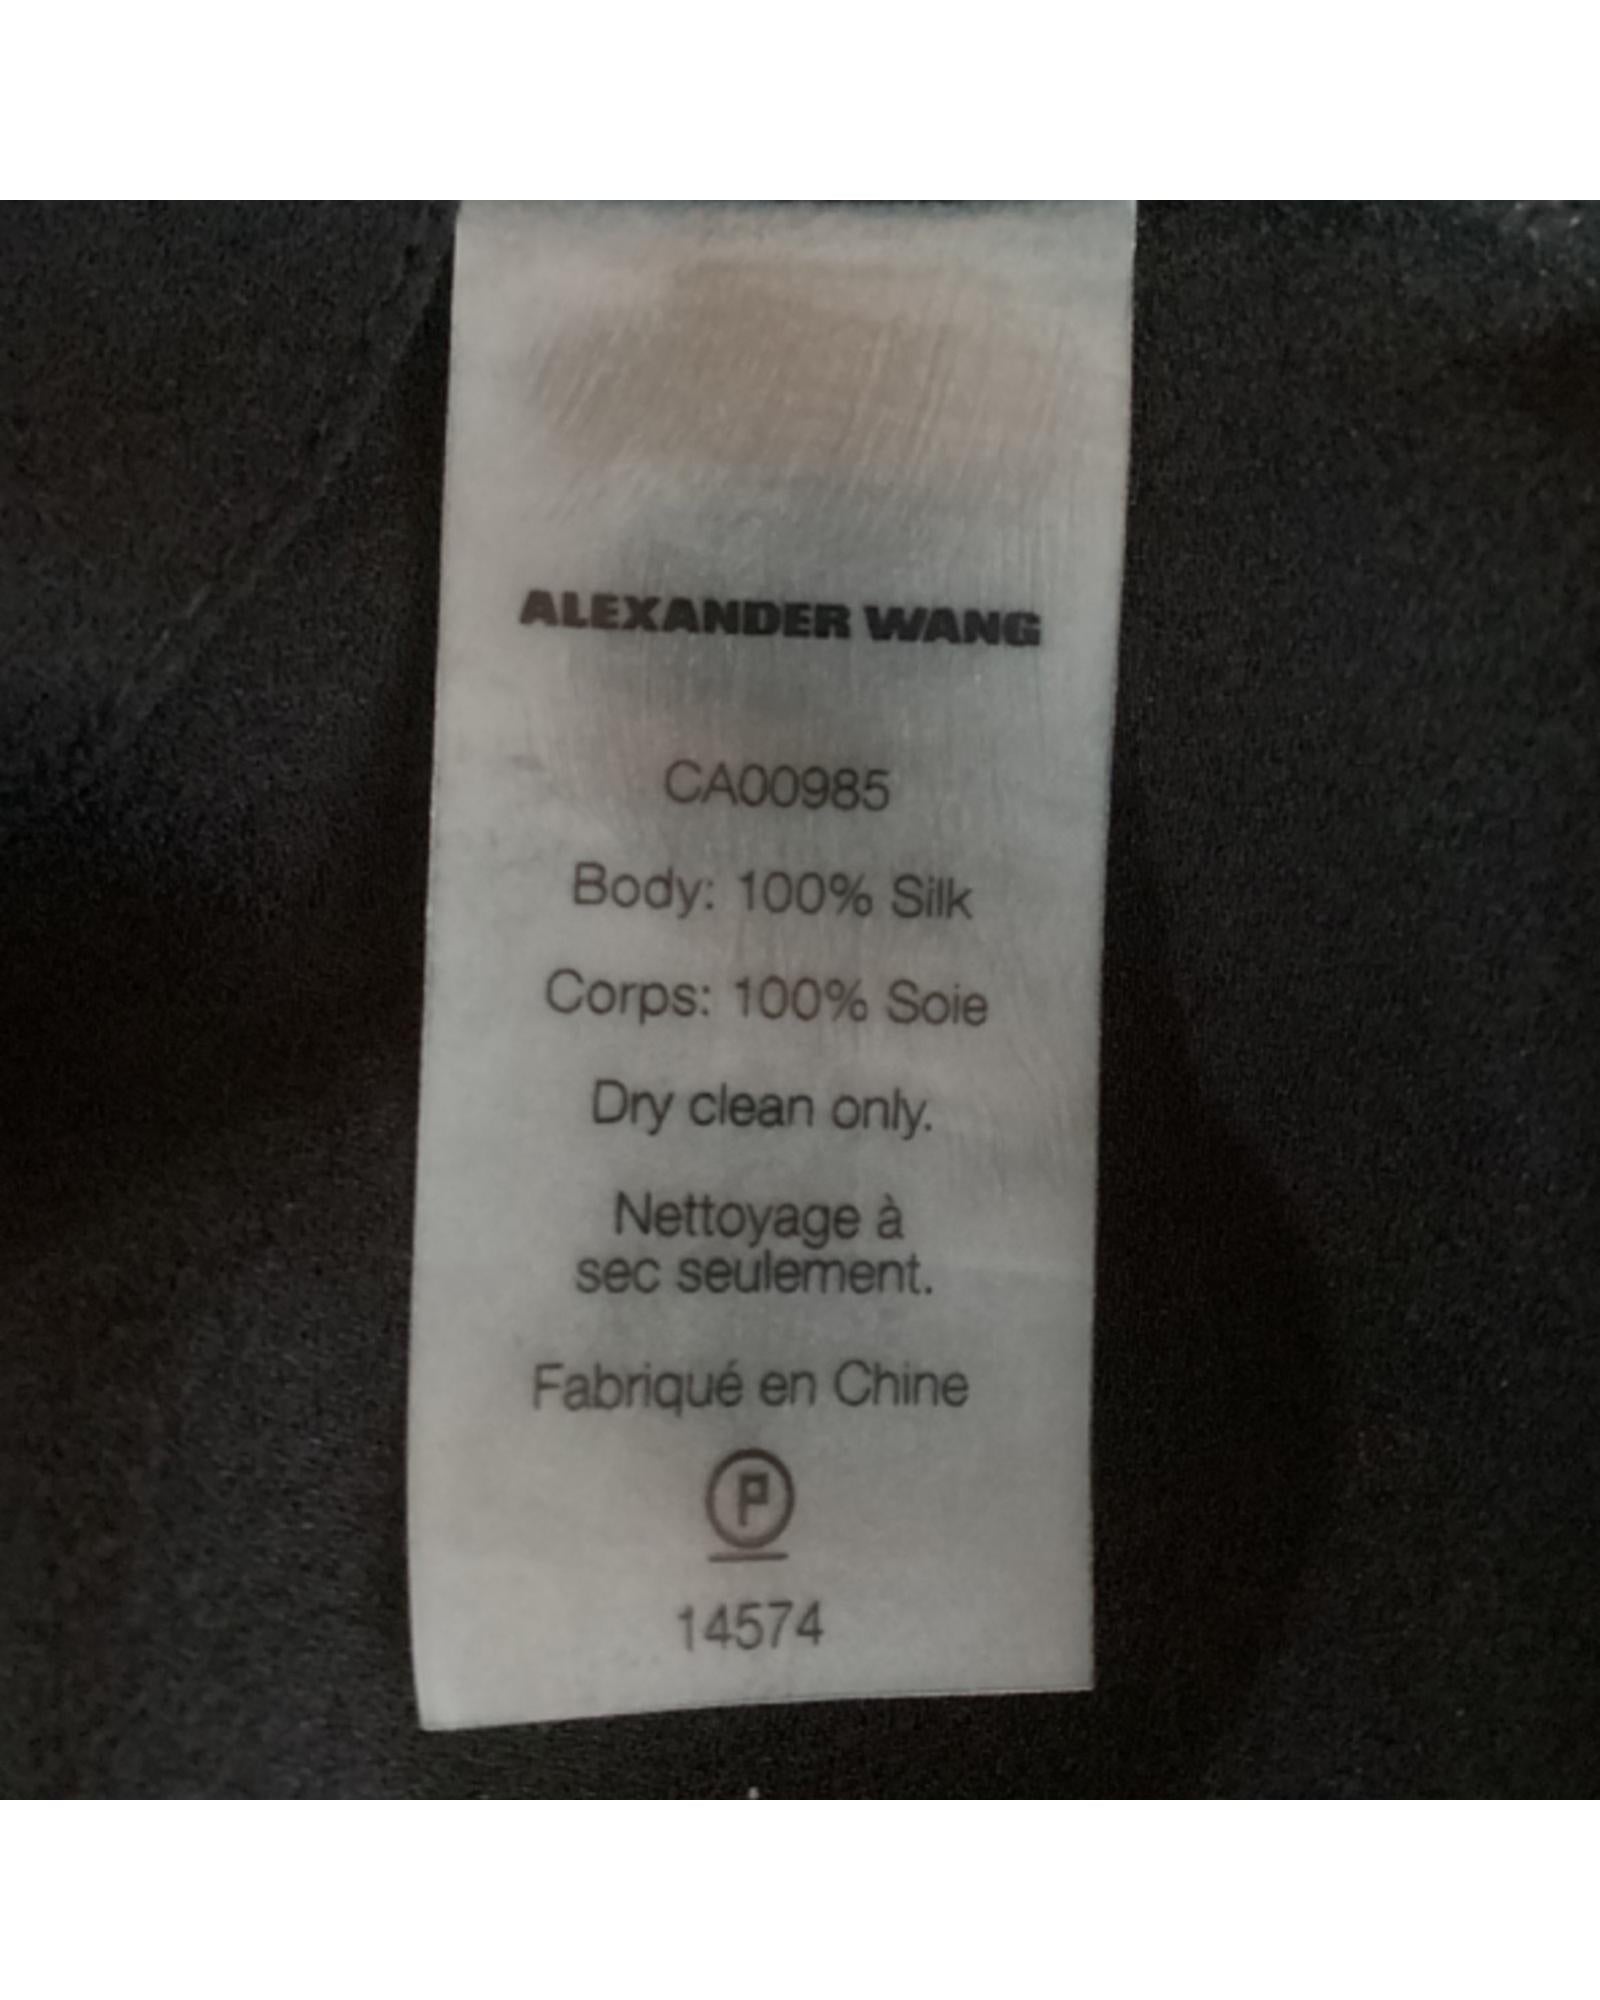 ALEXANDER WANG
CA00985
Body: 100% Silk
Corps: 100% Soie
Dry clean only.
Nettoyage à
sec seulement.
Fabriqué en Chine
P
14574